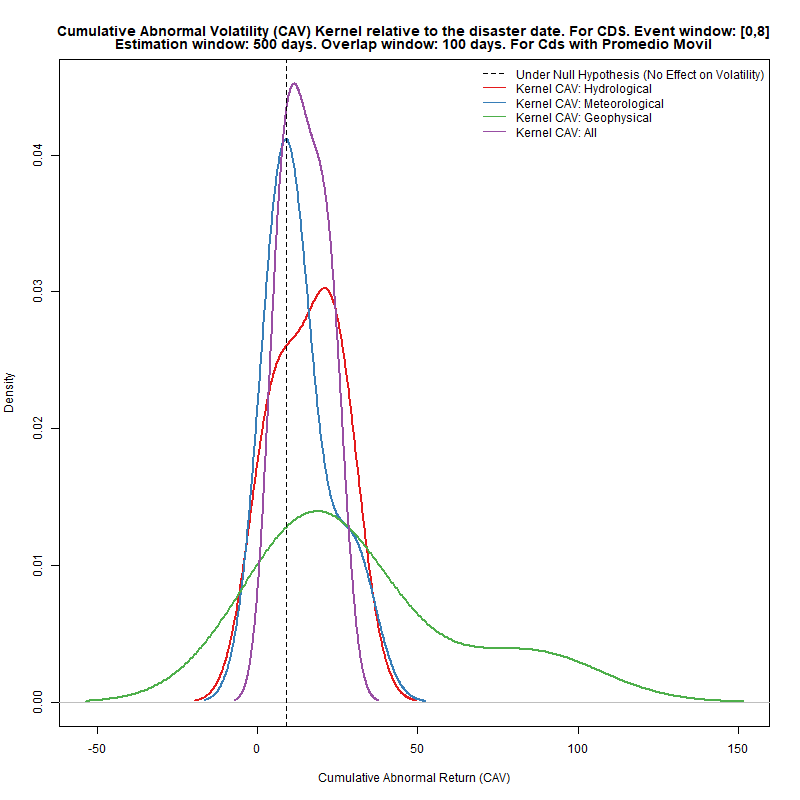 Cumulative Abnormal Volatility (CAV) Kernel relative to the disaster date. For CDS. Event window: [0,8]
Estimation window: 500 days. Overlap window: 100 days. For Cds with Promedio Movil
Under Null Hypothesis (No Effect on Volatility)
Kernel CAV: Hydrological
Kernel CAV: Meteorological
Kernel CAV: Geophysical
Kernel CAV: All
Density
0.04
0.03
0.02
0.01
0.00
-50 0 50 100 150
Cumulative Abnormal Return (CAV)